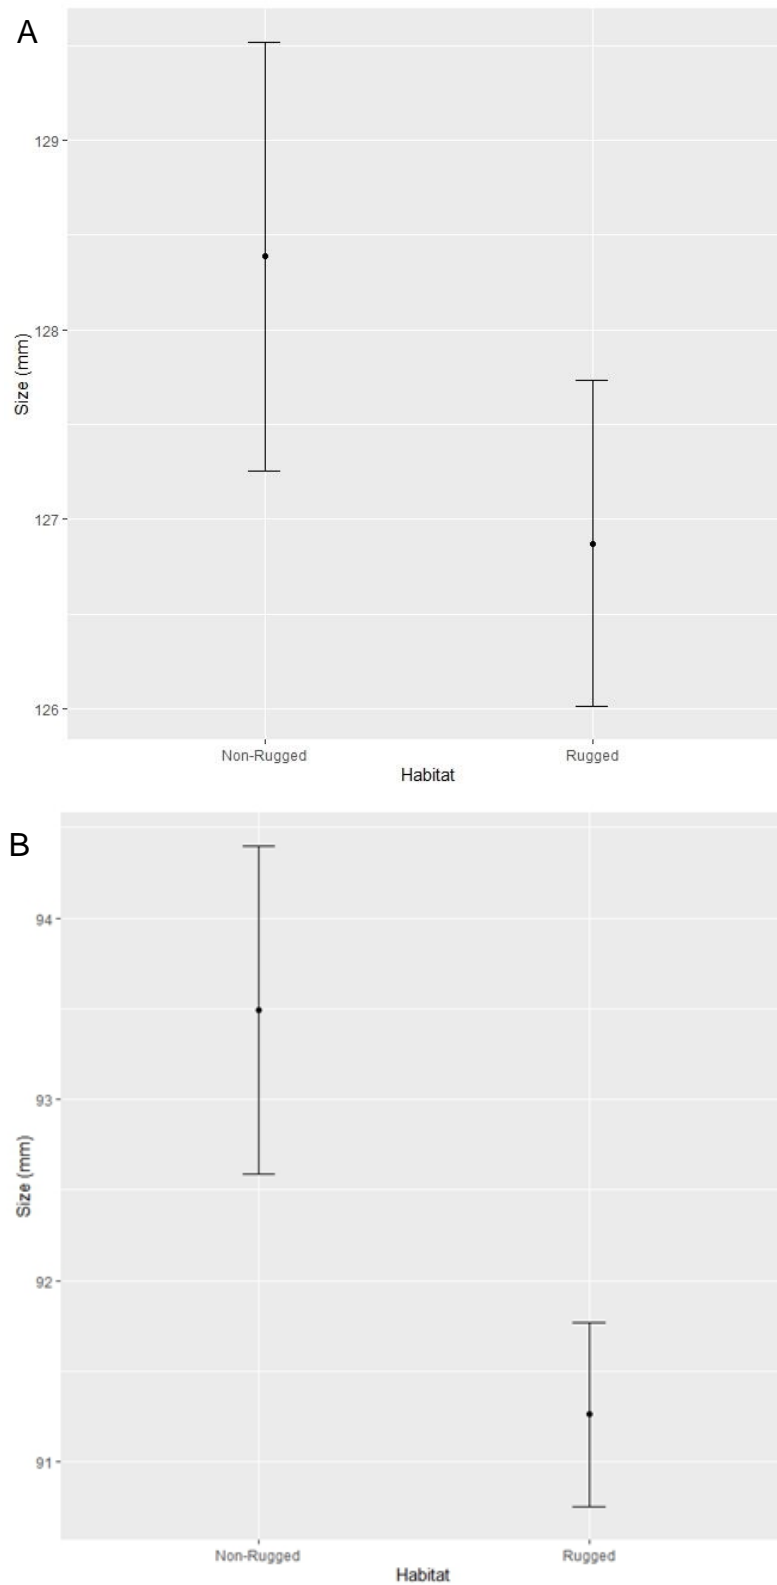 A
129
128
127
126
Size (mm)
Non-Rugged Rugged
Habitat
B
94
93
92
91
Size (mm)
Non-Rugged Rugged
Habitat